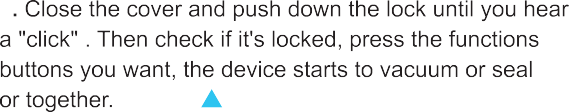 . Close the cover and push down the lock until you hear
a "click" . Then check if it's locked, press the functions
buttons you want, the device starts to vacuum or seal
or together.